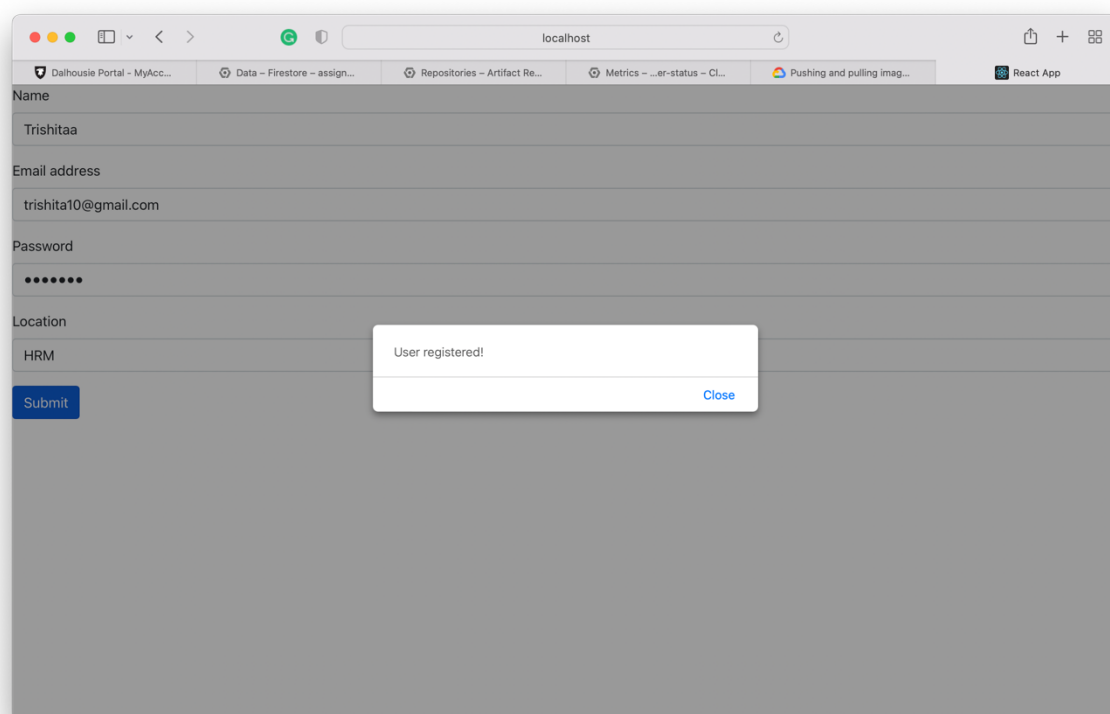 localhost
Dalhousie Portal - MyAcc...
Data – Firestore – assign...
Repositories – Artifact Re...
Metrics – ...er-status – Cl...
Pushing and pulling imag...
React App
Name
Trishitaa
Email address
trishita10@gmail.com
Password
•••••••
Location
HRM
User registered!
Close
Submit